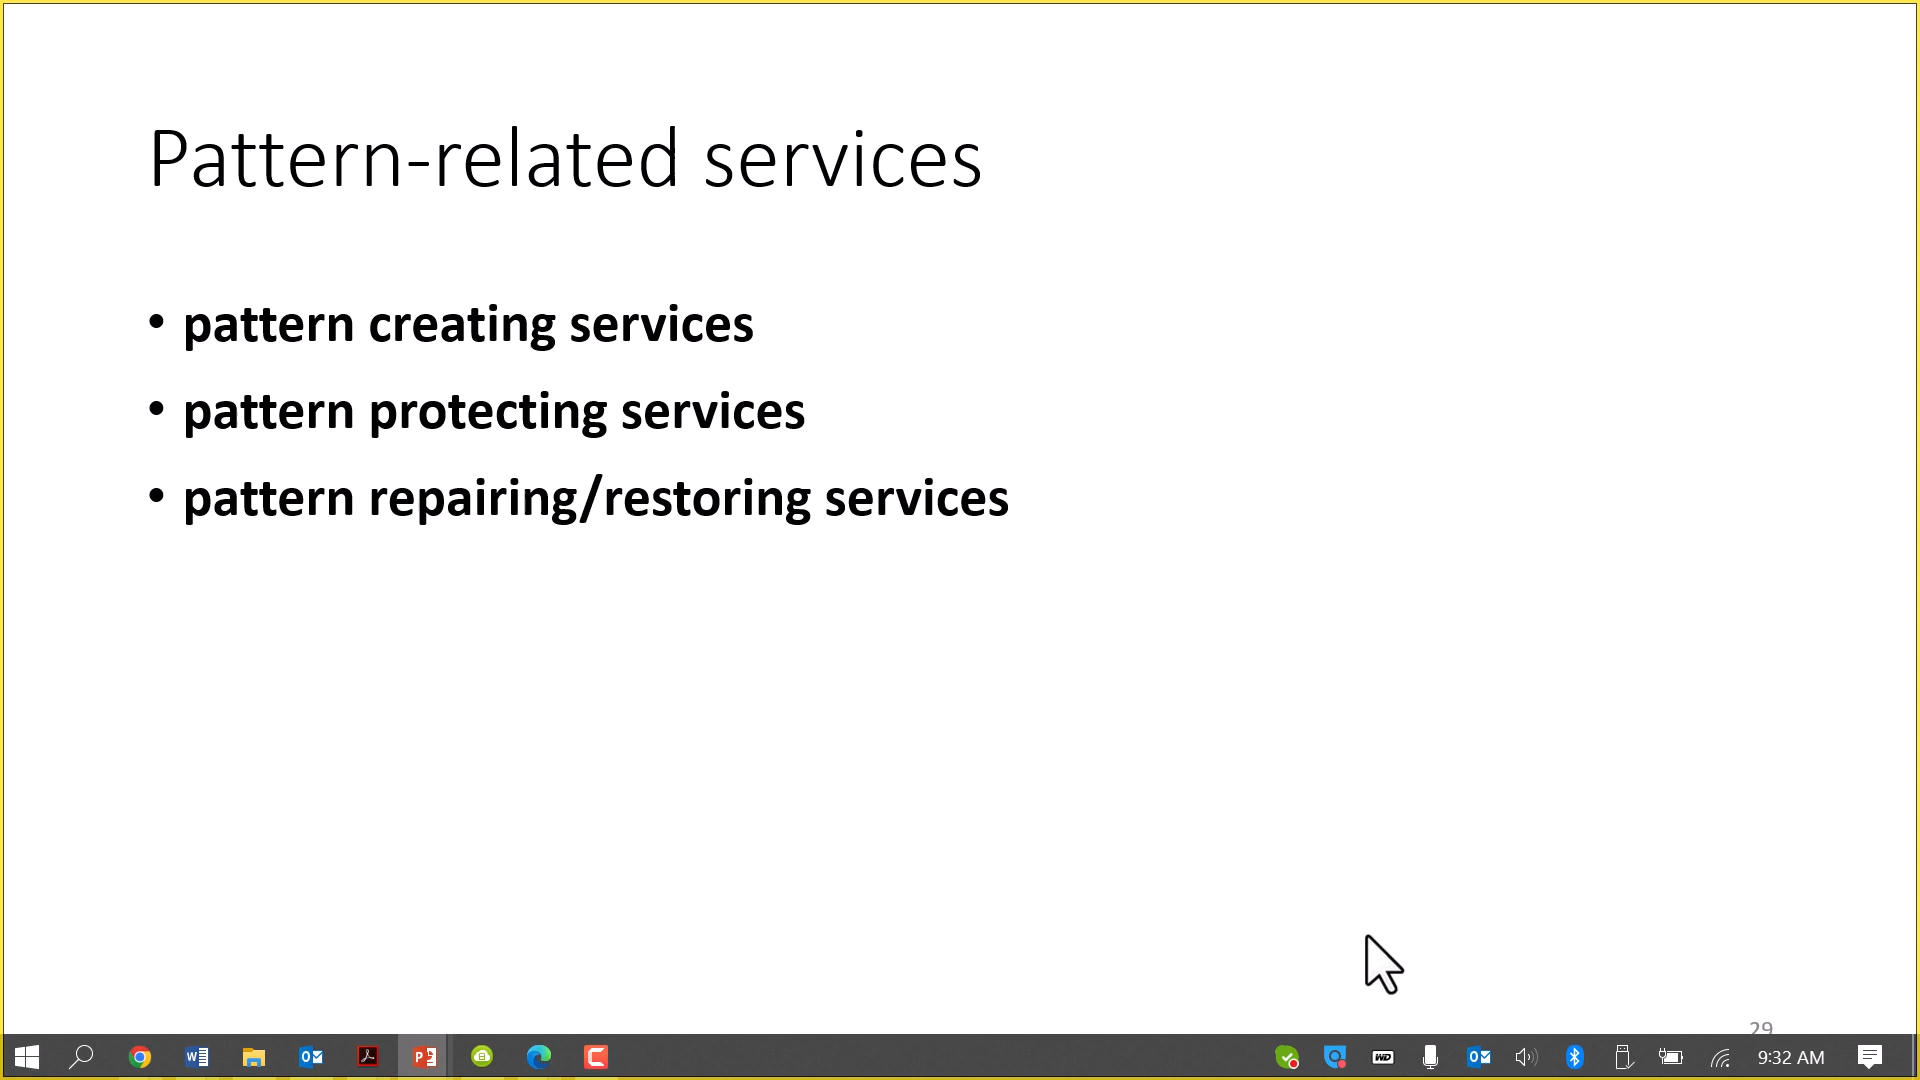 Pattern-related services
• pattern creating services
• pattern protecting services
• pattern repairing/restoring services
29
9:32 AM